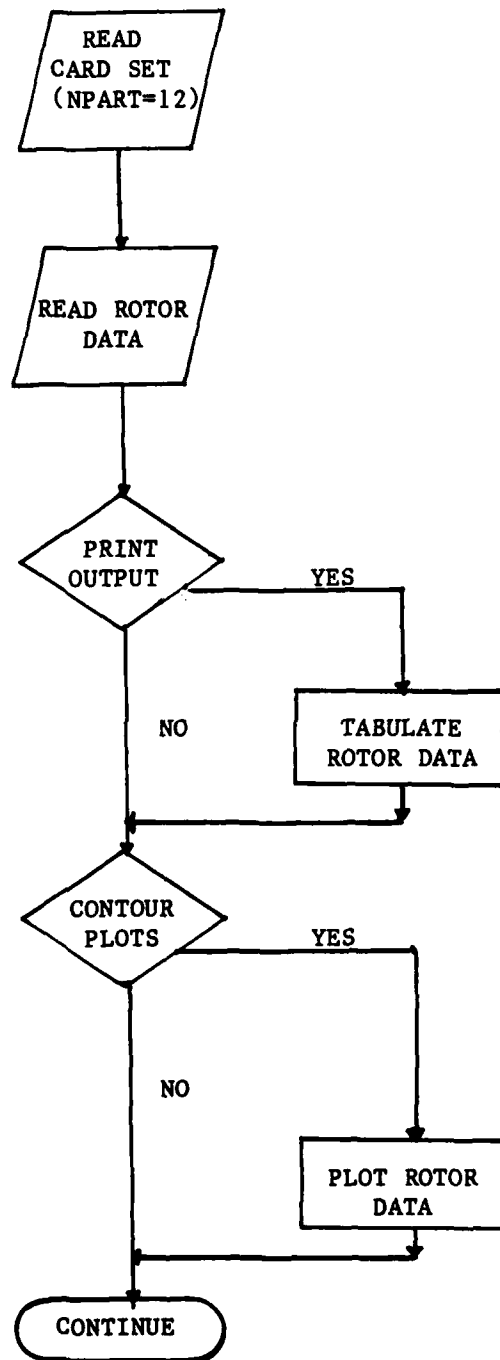 READ
CARD SET
(NPART=12)
READ ROTOR
DATA
PRINT
OUTPUT
YES
NO
TABULATE
ROTOR DATA
CONTOUR
PLOTS
YES
NO
PLOT ROTOR
DATA
CONTINUE